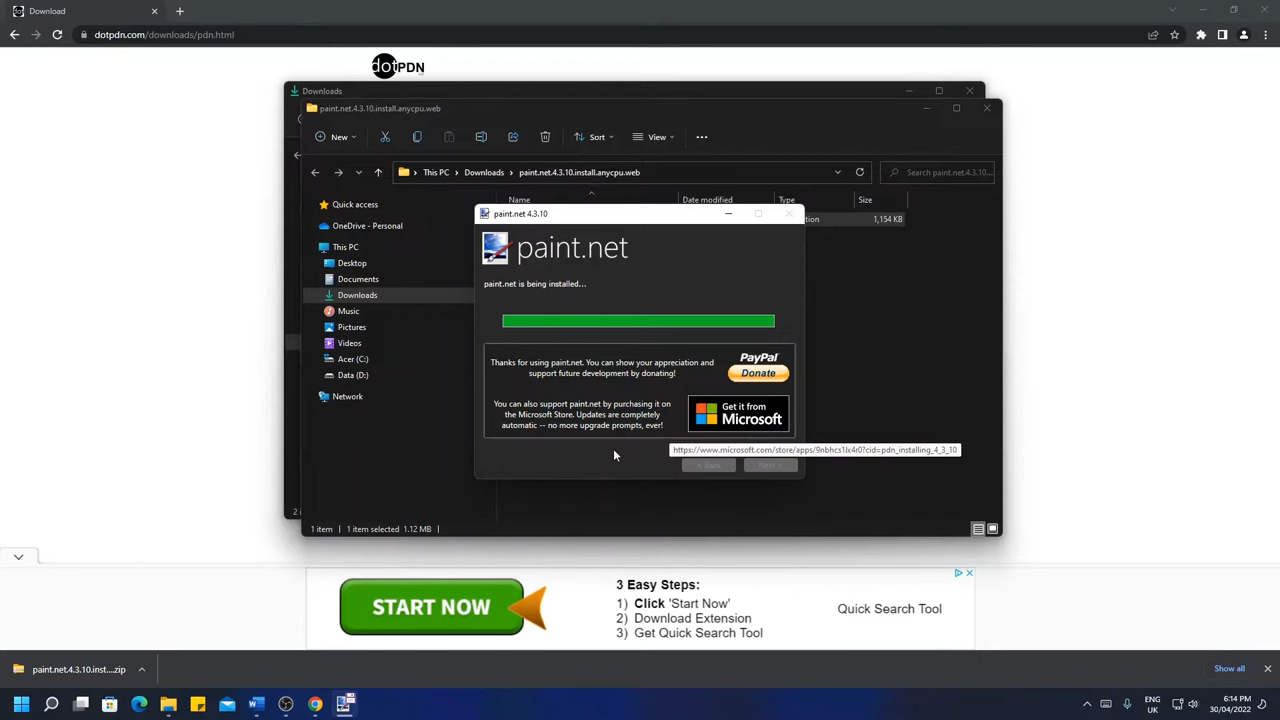 Download
dotpdn.com/downloads/pdn.html
dotPDN
Downloads
paint.net.4.3.10.install.anycpu.web
New
Sort
View
This PC > Downloads > paint.net.4.3.10.install.anycpu.web
Search paint.net.4.3.10....
Name
Date modified
Type
Size
Quick access
OneDrive - Personal
This PC
Desktop
Documents
Downloads
Music
Pictures
Videos
Acer (C:)
Data (D:)
Network
1,154 KB
paint.net 4.3.10
paint.net
paint.net is being installed...
Thanks for using paint.net. You can show your appreciation and
support future development by donating!
PayPal
Donate
You can also support paint.net by purchasing it on
the Microsoft Store. Updates are completely
automatic -- no more upgrade prompts, ever!
Get it from
Microsoft
https://www.microsoft.com/store/apps/9nbhcs1lx4r0?cid=pdn_installing_4_3_10
< Back
Next >
1 item
1 item selected 1.12 MB
START NOW
3 Easy Steps:
1) Click 'Start Now'
2) Download Extension
3) Get Quick Search Tool
Quick Search Tool
paint.net.4.3.10.inst....zip
Show all
ENG
UK
6:14 PM
30/04/2022